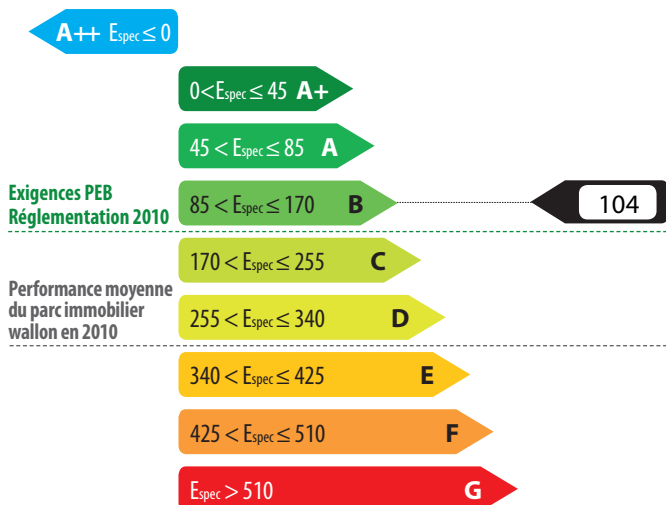 A++ Espec ≤ 0
0<Espec ≤ 45 A+
45 < Espec ≤ 85 A
Exigences PEB
Réglementation 2010
85 < Espec ≤ 170 B
104
170 < Espec ≤ 255 C
Performance moyenne
du parc immobilier
wallon en 2010
255 < Espec ≤ 340 D
340 < Espec ≤ 425 E
425 < Espec ≤ 510 F
Espec > 510 G